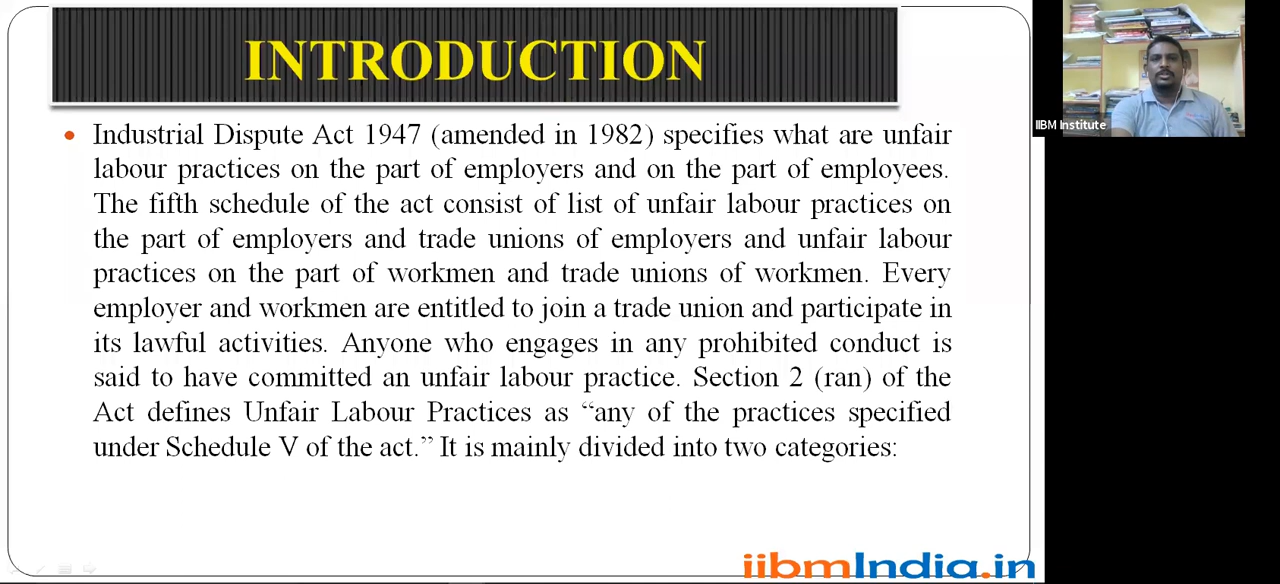 INTRODUCTION
Industrial Dispute Act 1947 (amended in 1982) specifies what are unfair
labour practices on the part of employers and on the part of employees.
The fifth schedule of the act consist of list of unfair labour practices on
the part of employers and trade unions of employers and unfair labour
practices on the part of workmen and trade unions of workmen. Every
employer and workmen are entitled to join a trade union and participate in
its lawful activities. Anyone who engages in any prohibited conduct is
said to have committed an unfair labour practice. Section 2 (ran) of the
Act defines Unfair Labour Practices as “any of the practices specified
under Schedule V of the act.” It is mainly divided into two categories:
IIBM Institute
iibmIndia.in